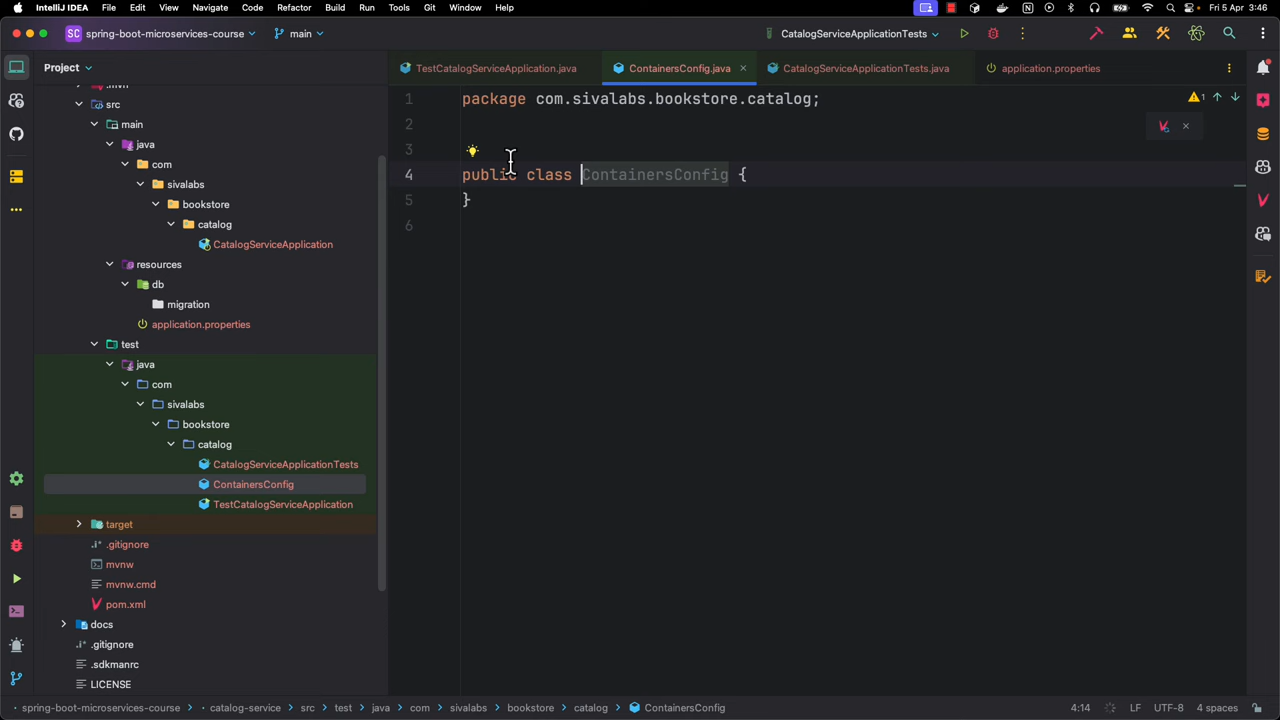 IntelliJ IDEA File Edit View Navigate Code Refactor Build Run Tools Git Window Help Fri 5 Apr 3:46
SC spring-boot-microservices-course main CatalogServiceApplicationTests
Project
TestCatalogServiceApplication.java ContainersConfig.java CatalogServiceApplicationTests.java application.properties
.mvn
src
main
java
com
sivalabs
bookstore
catalog
CatalogServiceApplication
resources
db
migration
application.properties
test
java
com
sivalabs
bookstore
catalog
CatalogServiceApplicationTests
ContainersConfig
TestCatalogServiceApplication
target
.gitignore
mvnw
mvnw.cmd
pom.xml
docs
.gitignore
.sdkmanrc
LICENSE
1 package com.sivalabs.bookstore.catalog;
2
3
4 public class ContainersConfig {
5 }
6
1
spring-boot-microservices-course catalog-service src test java com sivalabs bookstore catalog ContainersConfig 4:14 LF UTF-8 4 spaces